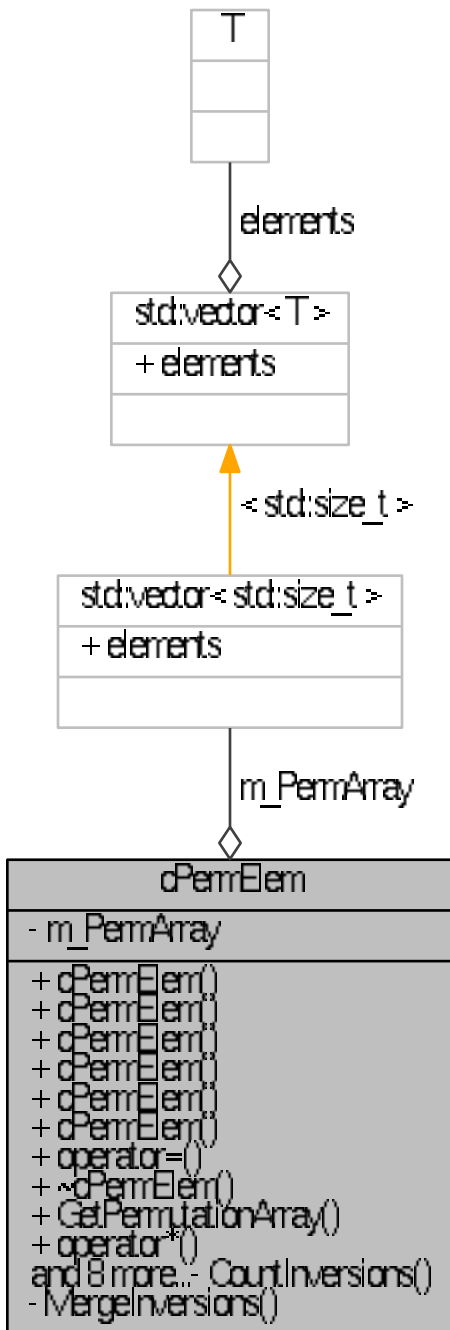 T
elements
std::vector< T >
+ elements
< std::size_t >
std::vector< std::size_t >
+ elements
m_PermArray
cPermElem
- m_PermArray
+ cPermElem()
+ cPermElem()
+ cPermElem()
+ cPermElem()
+ cPermElem()
+ cPermElem()
+ operator=()
+ ~cPermElem()
+ GetPermutationArray()
+ operator*()
and 8 more...- CountInversions()
- MergeInversions()